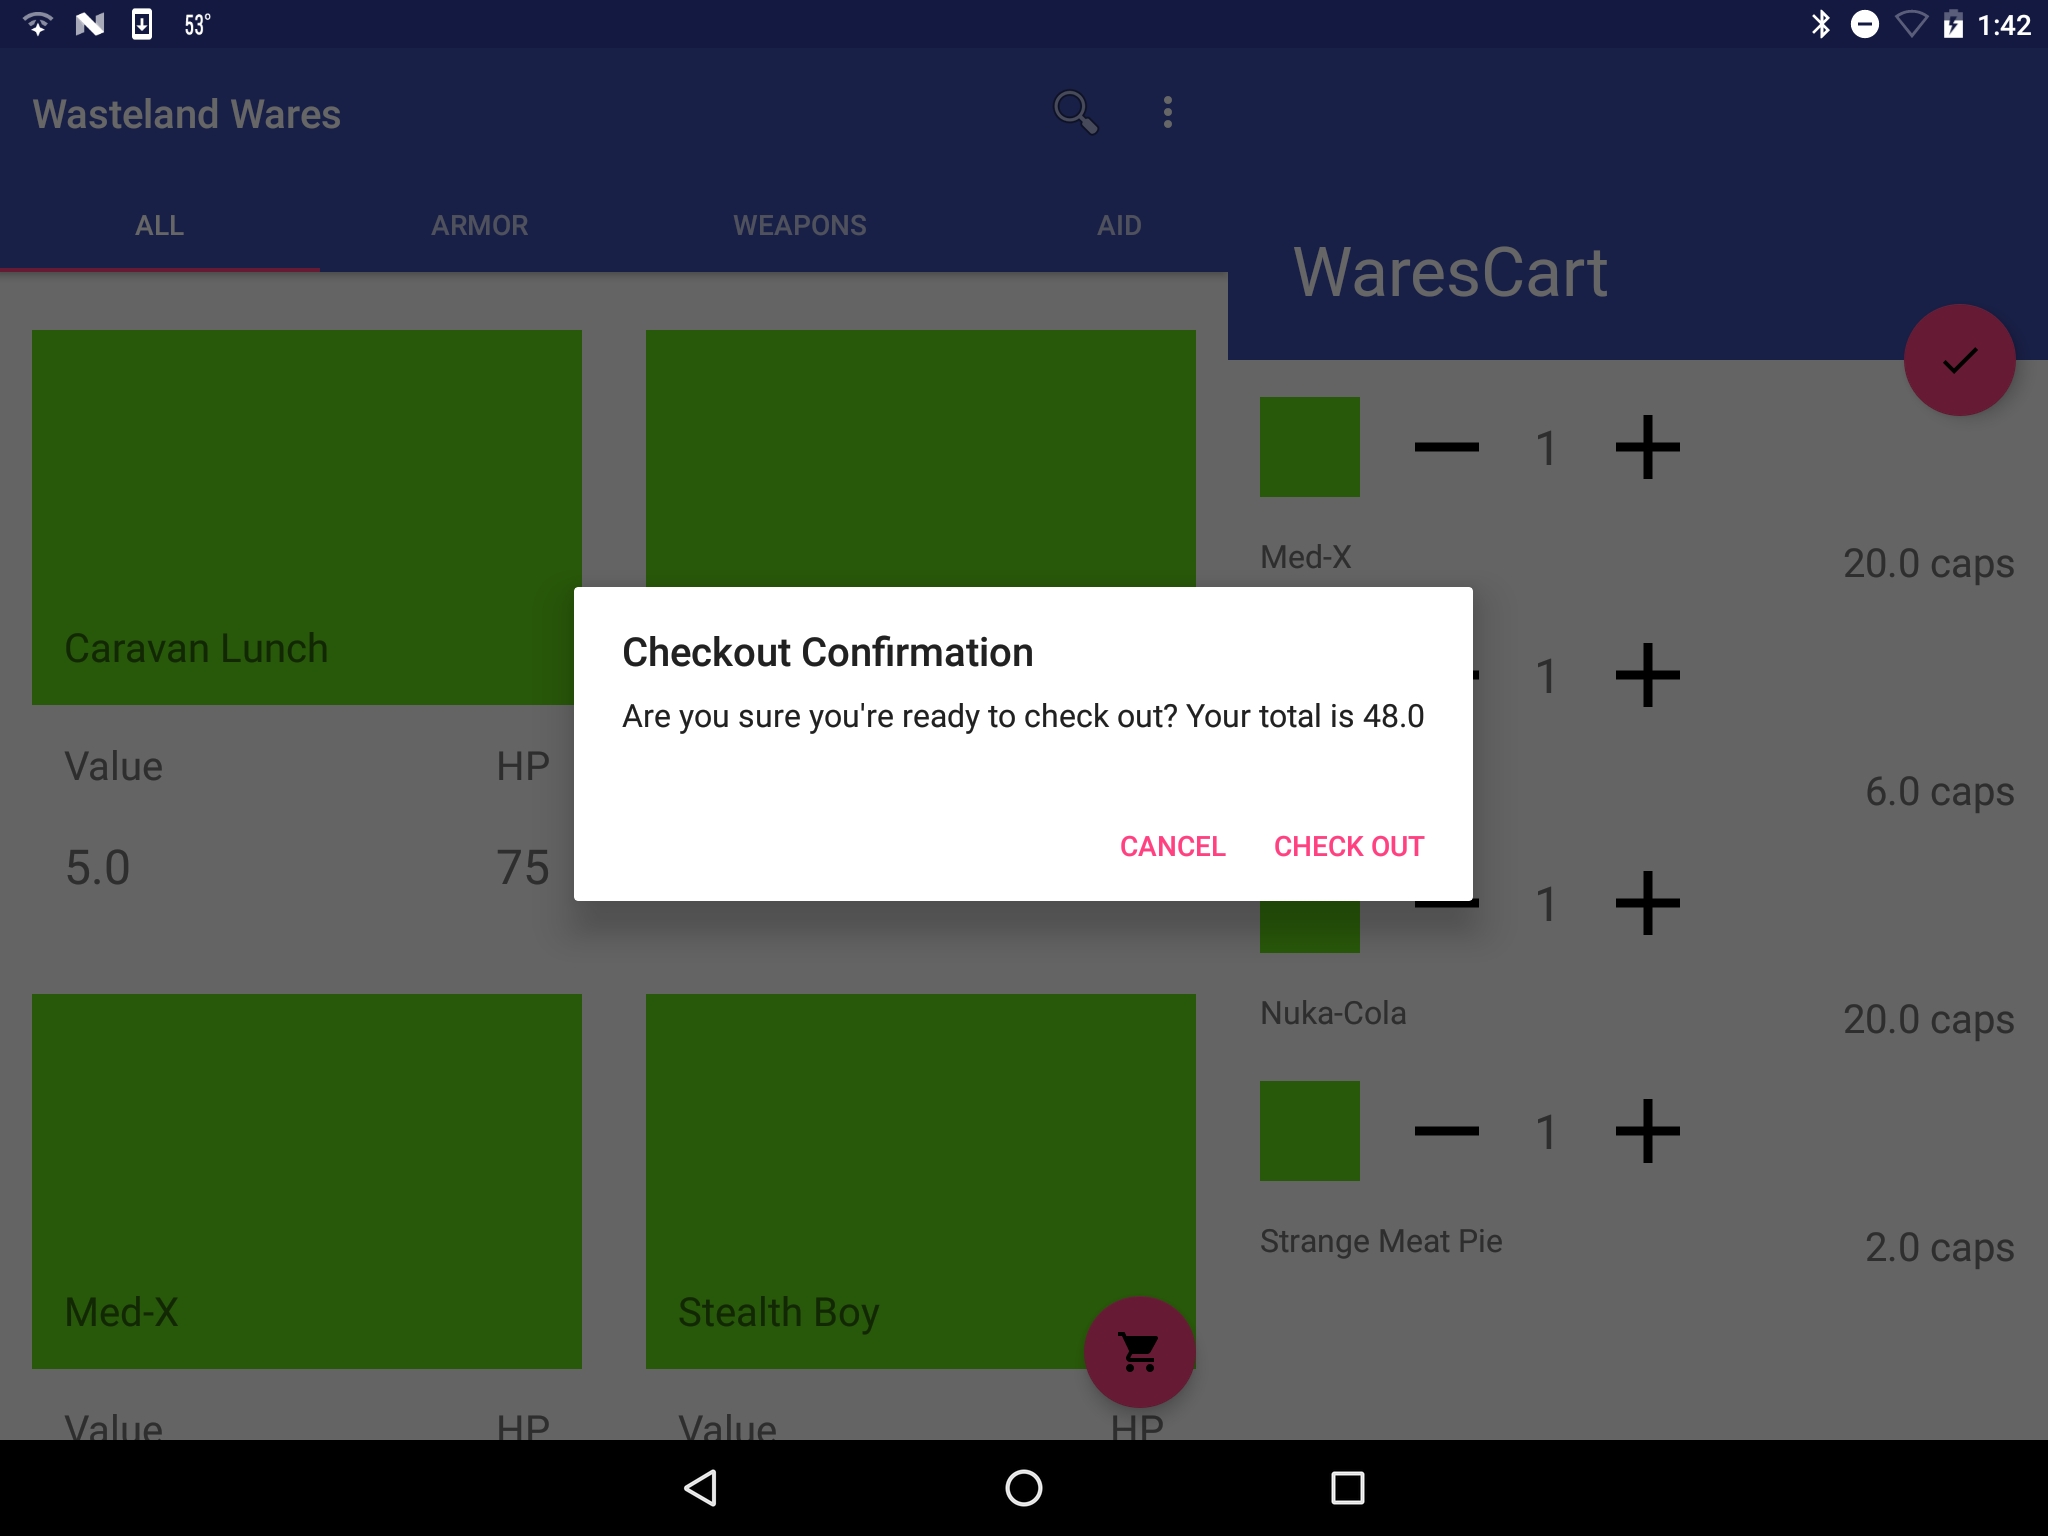 53°
1:42
Wasteland Wares
ALL
ARMOR
WEAPONS
AID
WaresCart
Caravan Lunch
Value
HP
5.0
75
Med-X
Stealth Boy
Value
HP
Value
HP
1
Med-X
20.0 caps
1
6.0 caps
1
Nuka-Cola
20.0 caps
1
Strange Meat Pie
2.0 caps
Checkout Confirmation
Are you sure you're ready to check out? Your total is 48.0
CANCEL
CHECK OUT